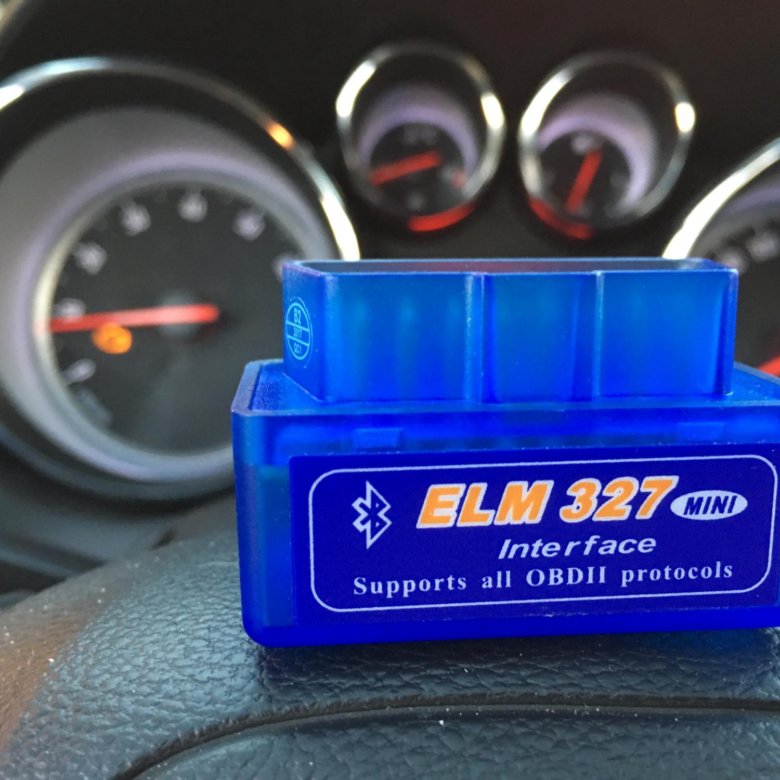 ELM 327 MINI
Interface
Supports all OBDII protocols